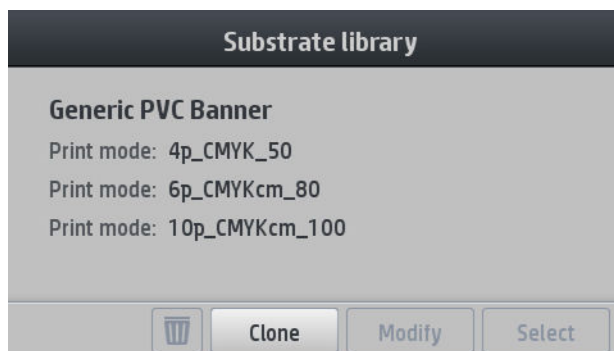 Substrate library
Generic PVC Banner
Print mode: 4p_CMYK_50
Print mode: 6p_CMYKcm_80
Print mode: 10p_CMYKcm_100
Clone Modify Select